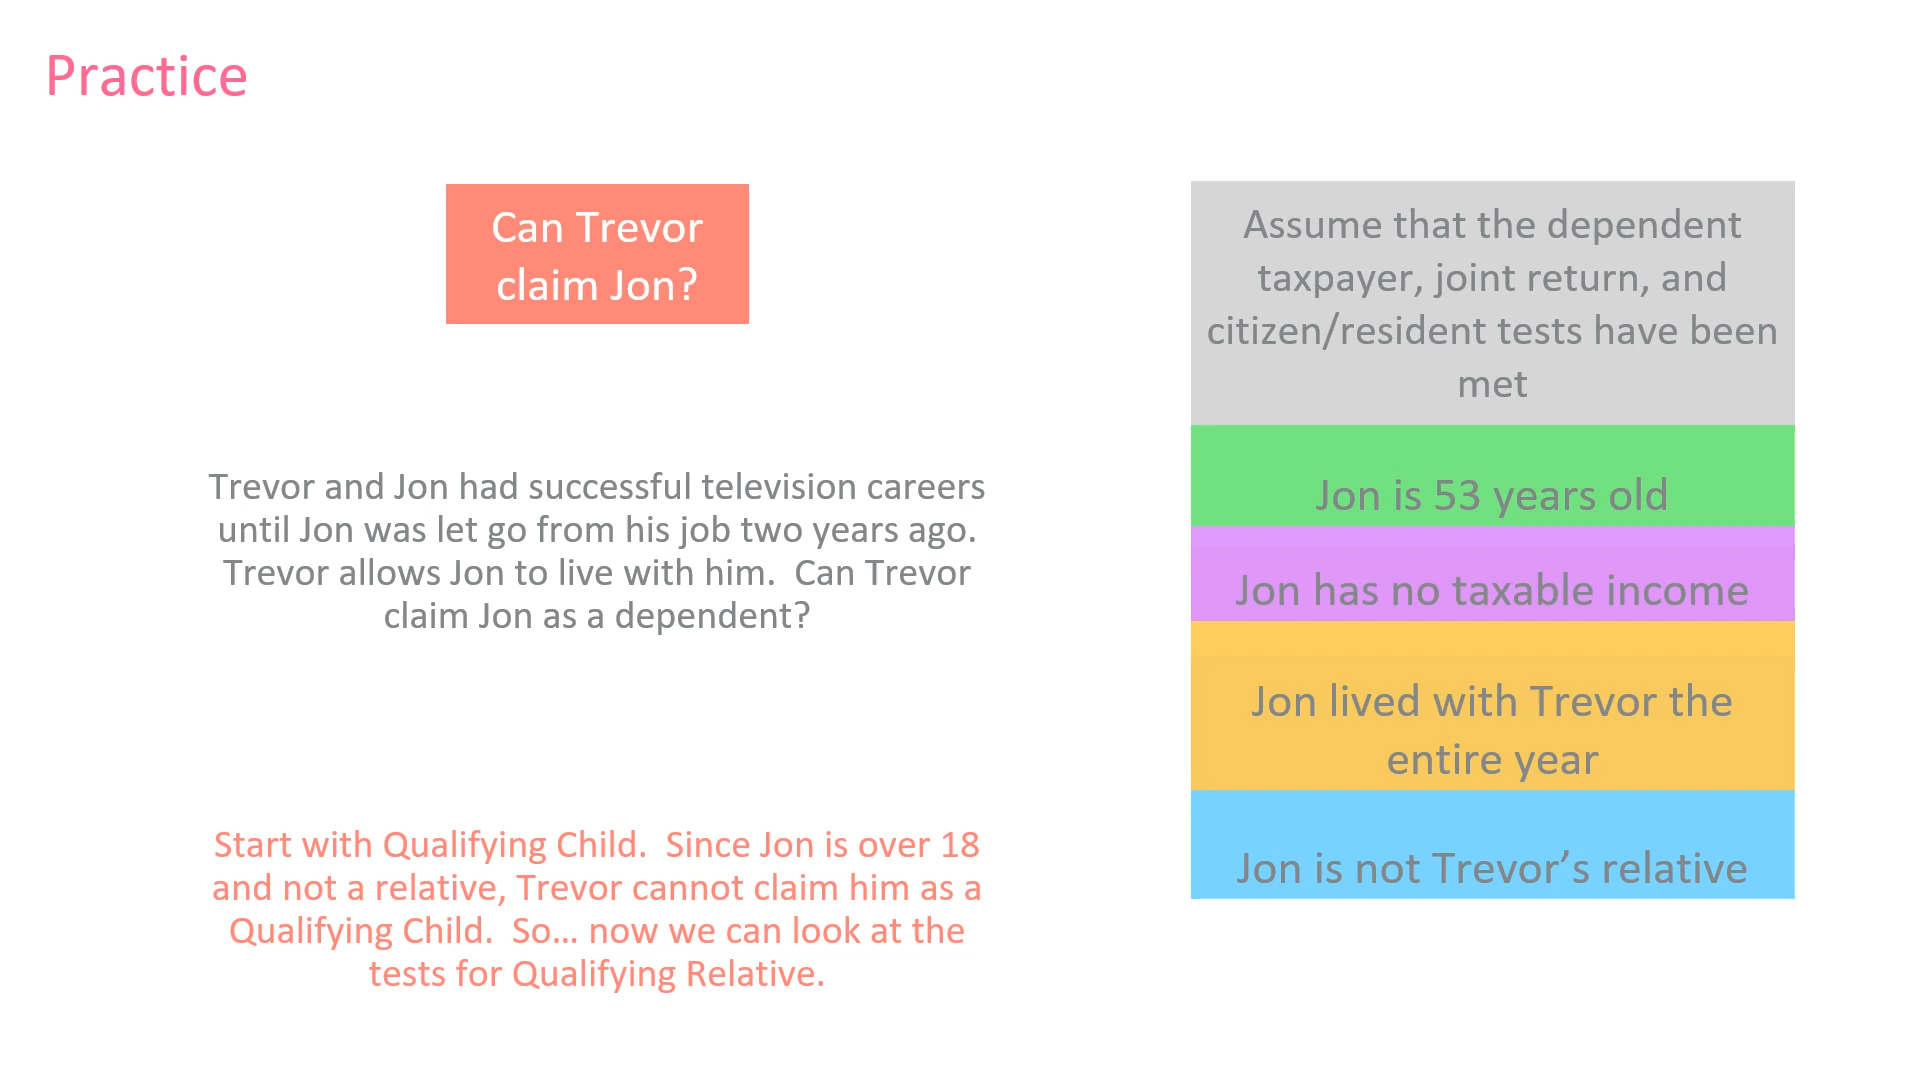 Practice
Can Trevor
claim Jon?
Trevor and Jon had successful television careers
until Jon was let go from his job two years ago.
Trevor allows Jon to live with him.  Can Trevor
claim Jon as a dependent?
Start with Qualifying Child.  Since Jon is over 18
and not a relative, Trevor cannot claim him as a
Qualifying Child.  So… now we can look at the
tests for Qualifying Relative.
Assume that the dependent
taxpayer, joint return, and
citizen/resident tests have been
met
Jon is 53 years old
Jon has no taxable income
Jon lived with Trevor the
entire year
Jon is not Trevor’s relative